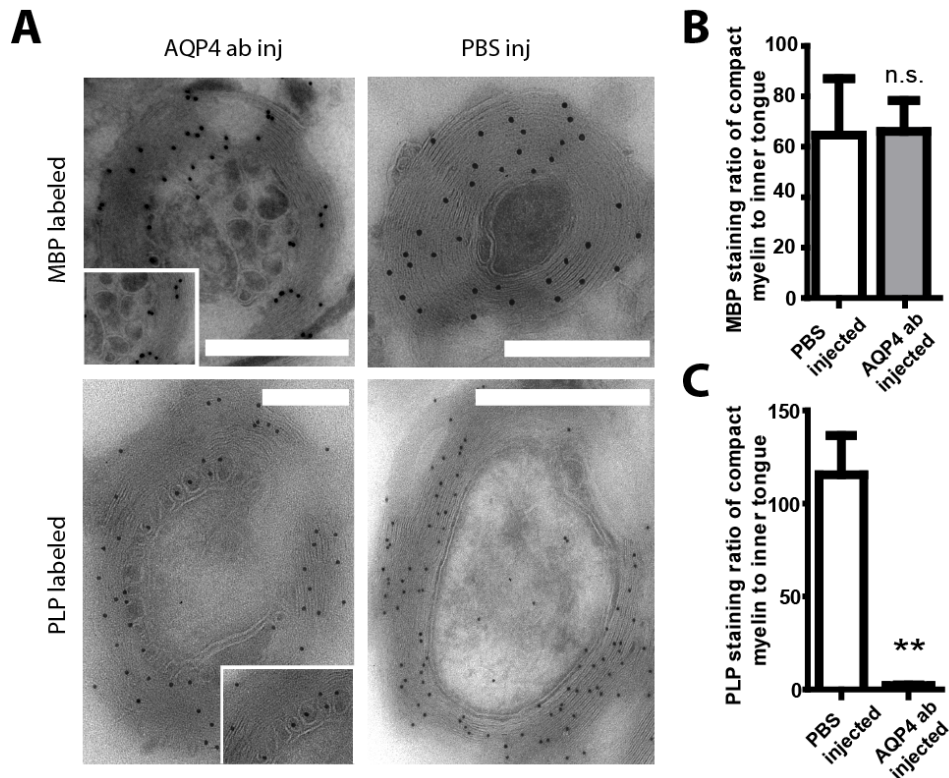 A
AQP4 ab inj
PBS inj
MBP labeled
PLP labeled
B
MBP staining ratio of compact
myelin to inner tongue
100
80
60
40
20
0
n.s.
PBS
injected
AQP4 ab
injected
C
PLP staining ratio of compact
myelin to inner tongue
150
100
50
0
**
PBS
injected
AQP4 ab
injected